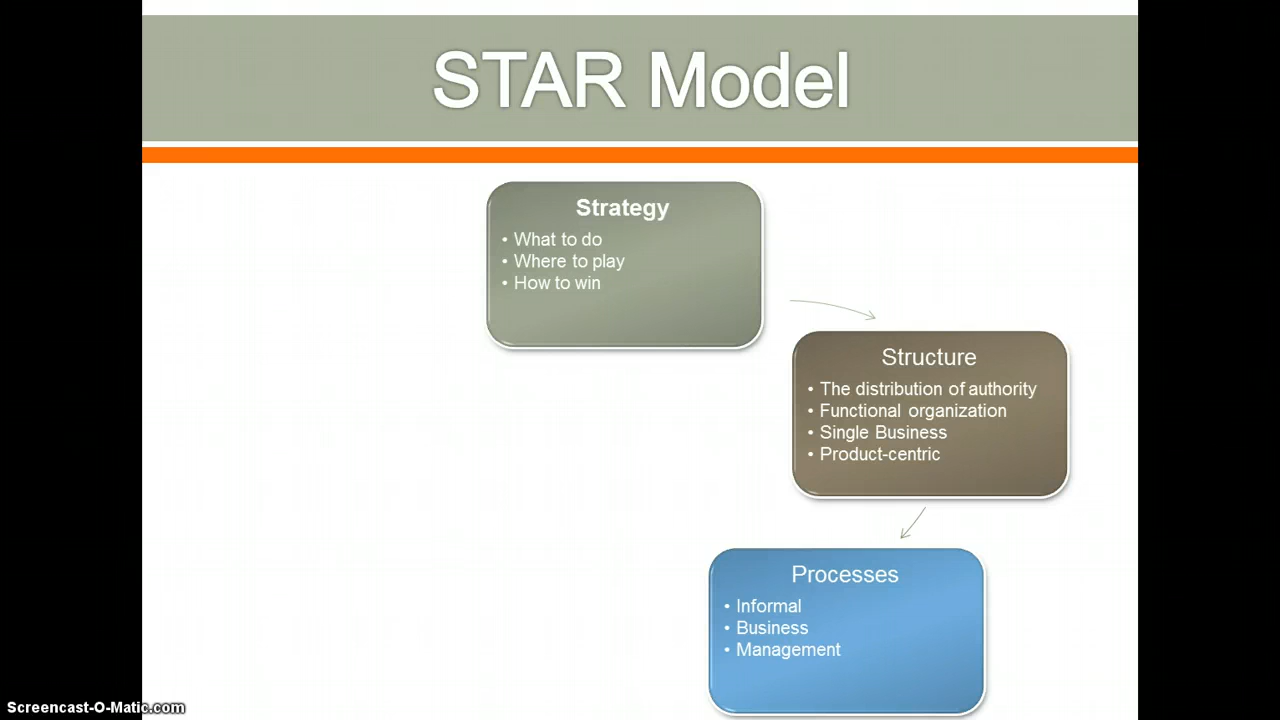 STAR Model
Strategy
• What to do
• Where to play
• How to win
Structure
• The distribution of authority
• Functional organization
• Single Business
• Product-centric
Processes
• Informal
• Business
• Management
Screencast-O-Matic.com